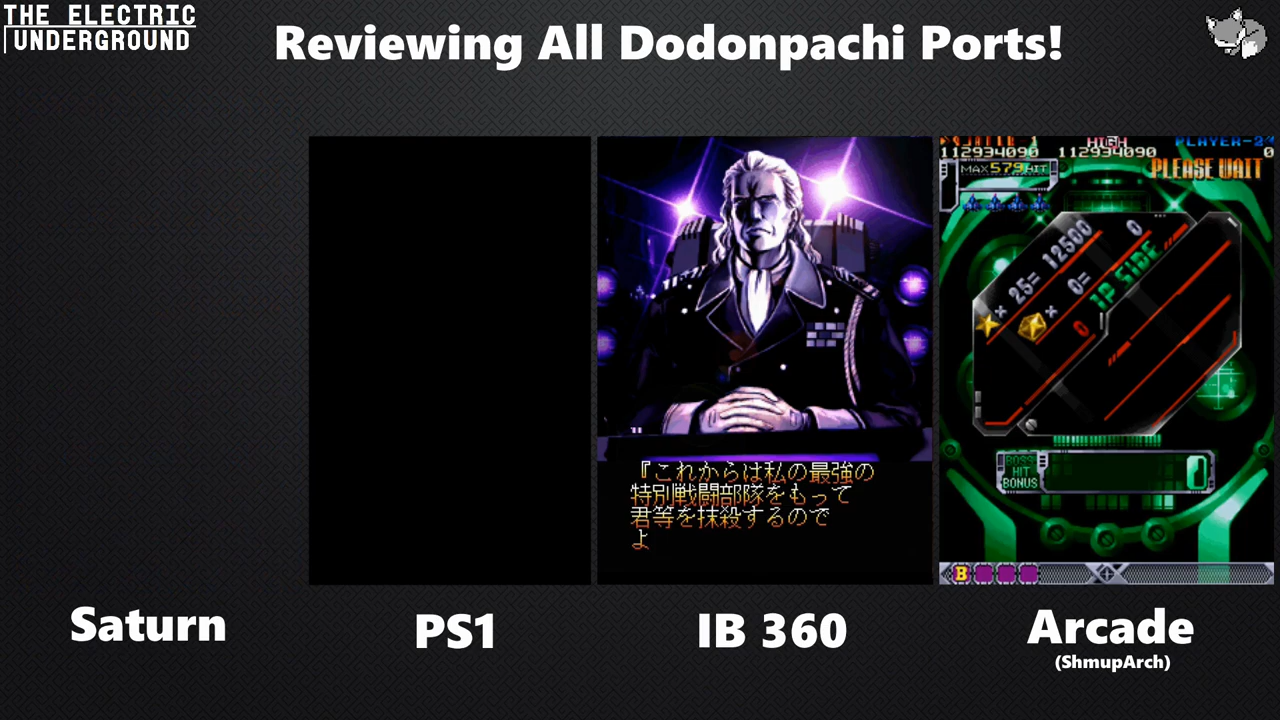 THE ELECTRIC
UNDERGROUND
Reviewing All Dodonpachi Ports!
『これからは私の最強の
特別戦闘部隊をもって
君等を抹殺するので
よ
HIGH
PLAYER-2
112934090
112934090
0
PLEASE WAIT
MAX 579 HIT
+ 25= 12500
+ 0= 0
0
1P SIDE
BOSS
HIT
BONUS
B
Saturn
PS1
IB 360
Arcade
(ShmupArch)